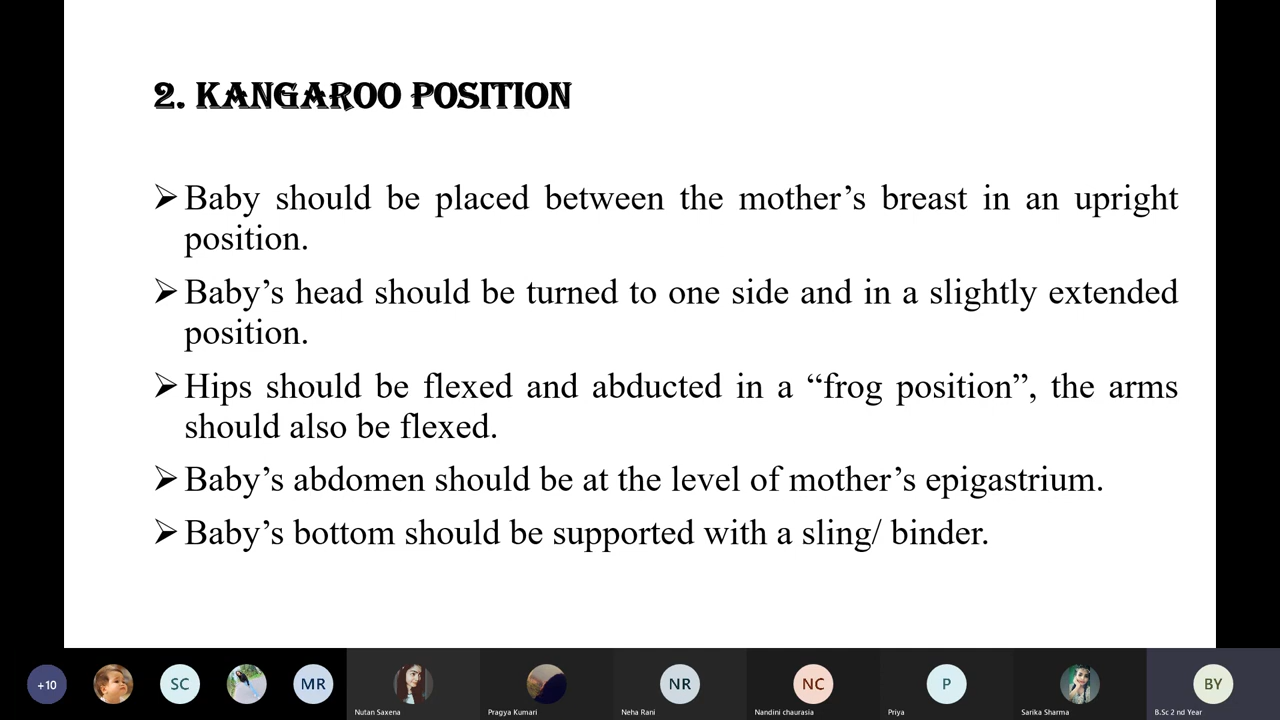 2. KANGAROO POSITION
➢ Baby should be placed between the mother’s breast in an upright
position.
➢ Baby’s head should be turned to one side and in a slightly extended
position.
➢ Hips should be flexed and abducted in a “frog position”, the arms
should also be flexed.
➢ Baby’s abdomen should be at the level of mother’s epigastrium.
➢ Baby’s bottom should be supported with a sling/ binder.
+10 SC MR NR NC P BY
Nutan Saxena Pragya Kumari Neha Rani Nandini chaurasia Priya Sarika Sharma B.Sc 2 nd Year